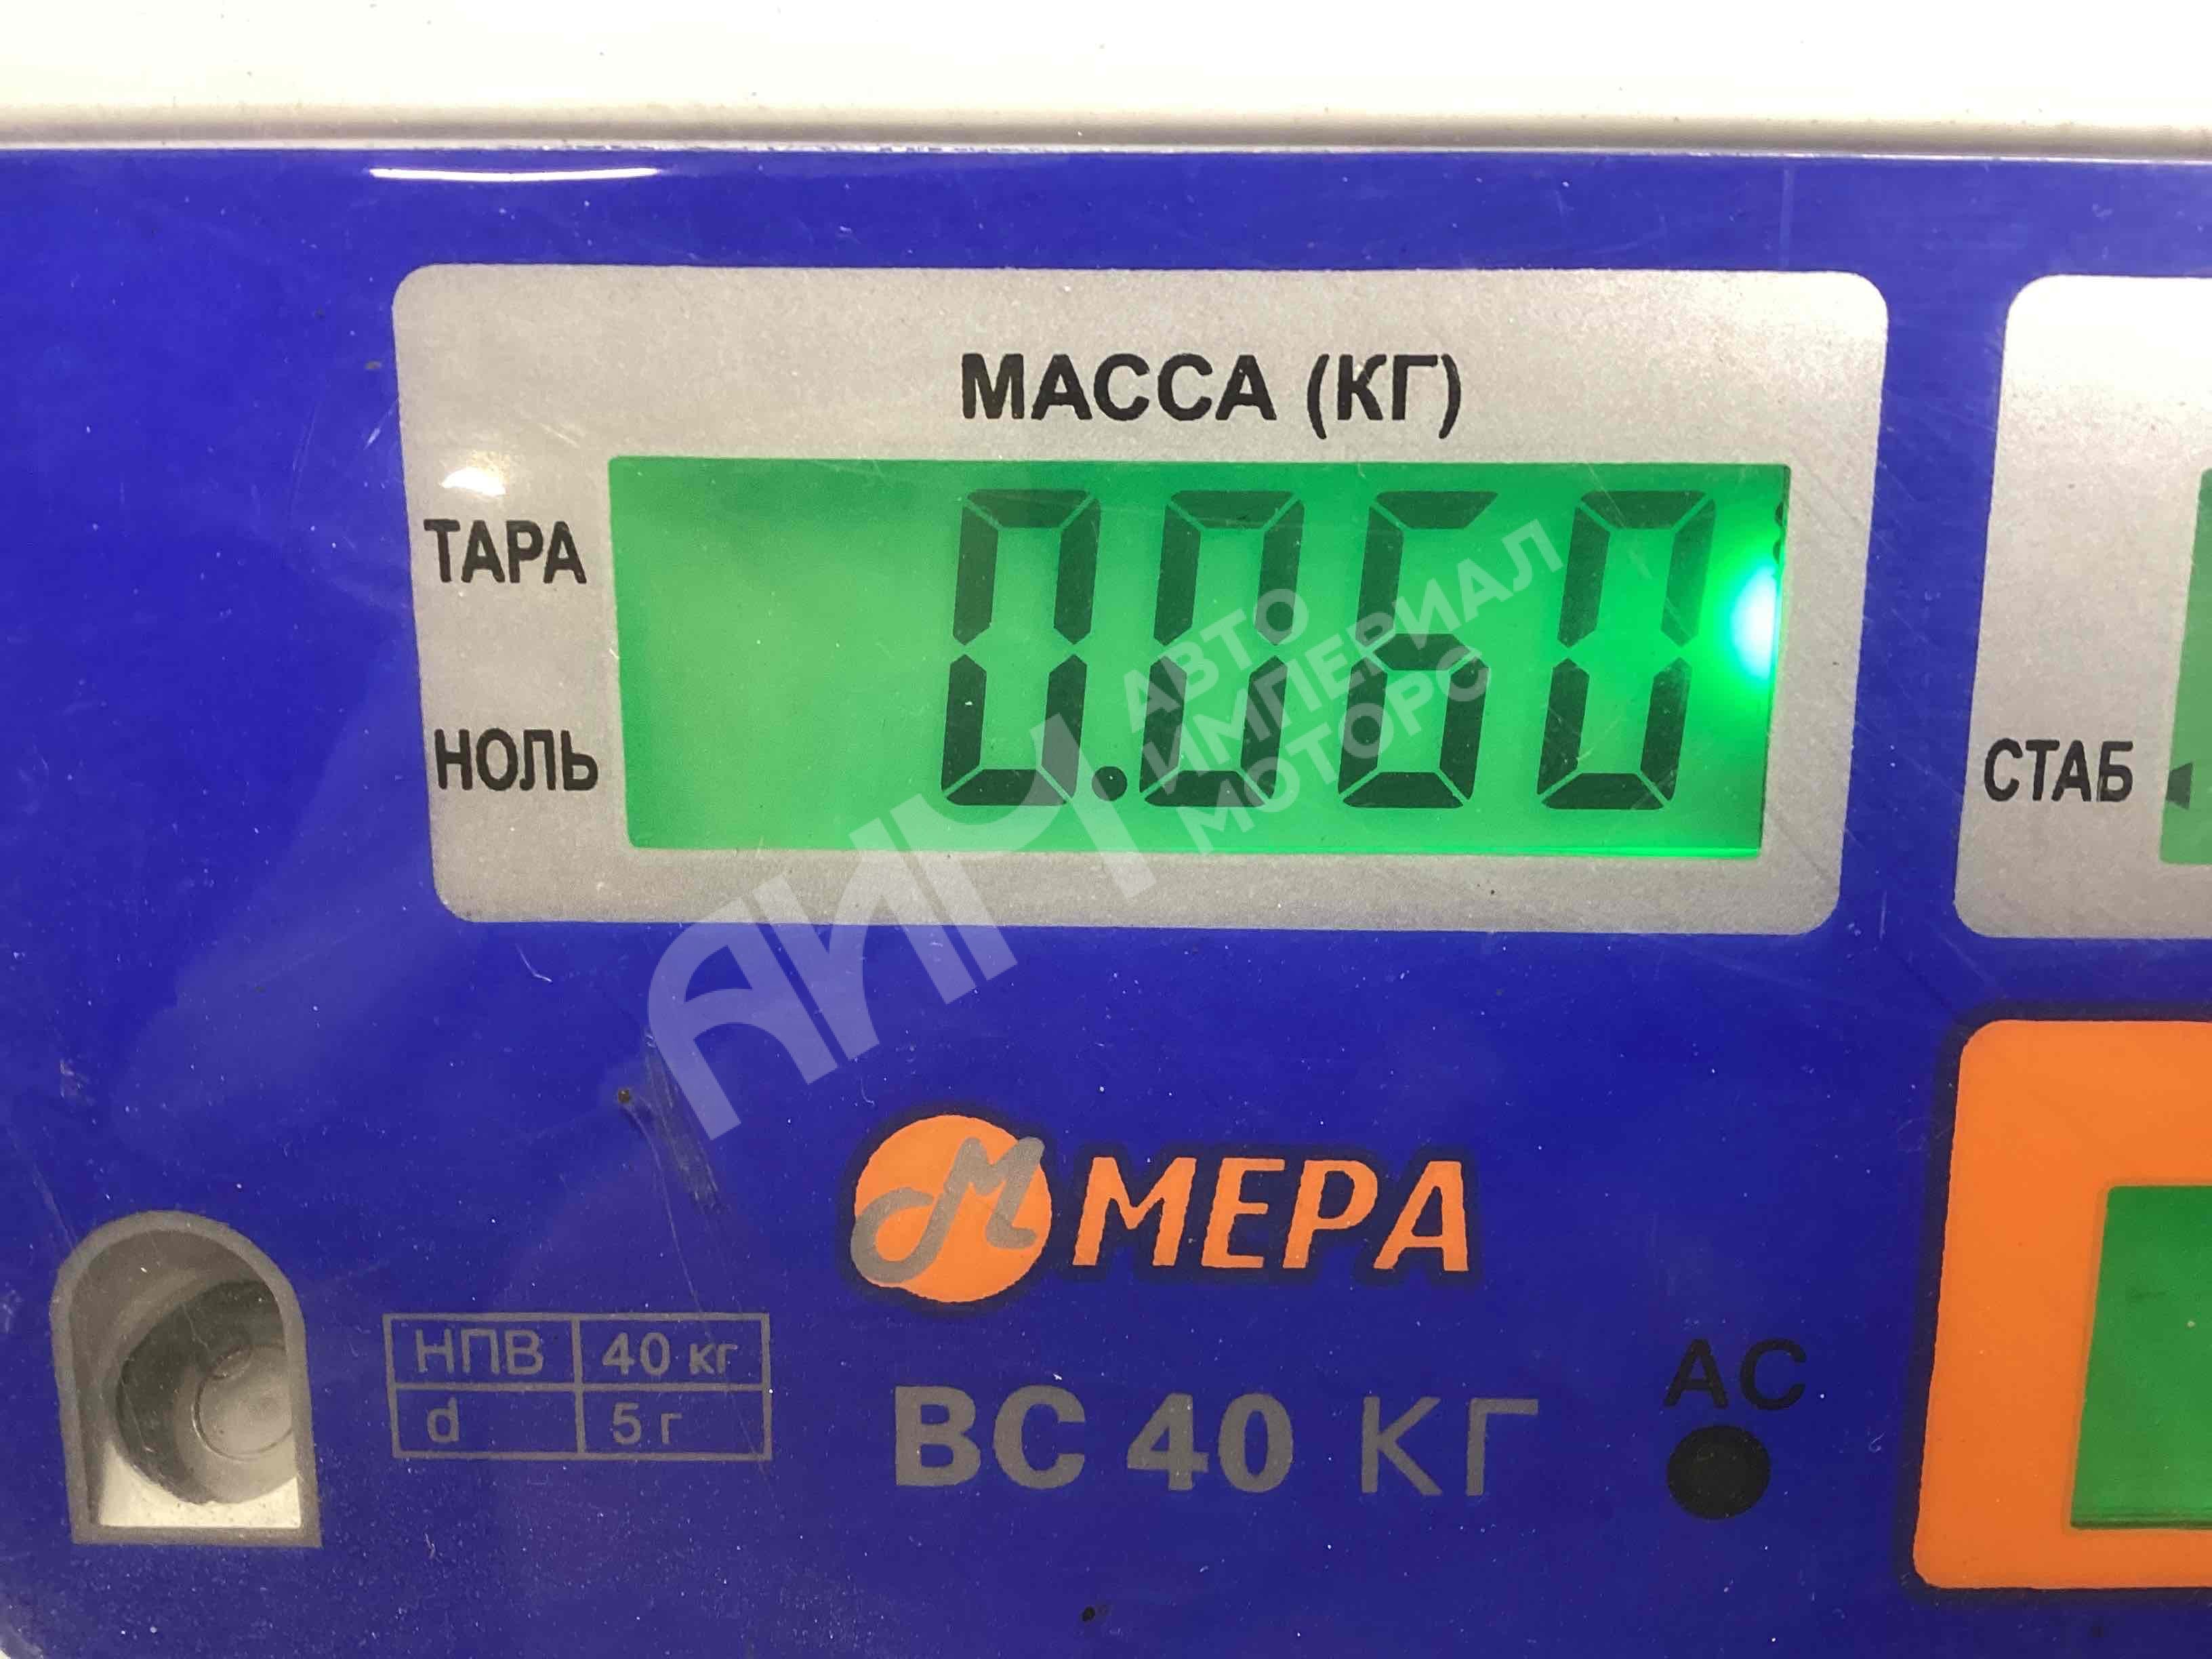 МАССА (КГ)
ТАРА
0.060
НОЛЬ
СТАБ
АИМ
АВТО
ИМПЕРИАЛ
МОТОРС
М МЕРА
НПВ 40 кг
d 5 г
ВС 40 КГ
АС